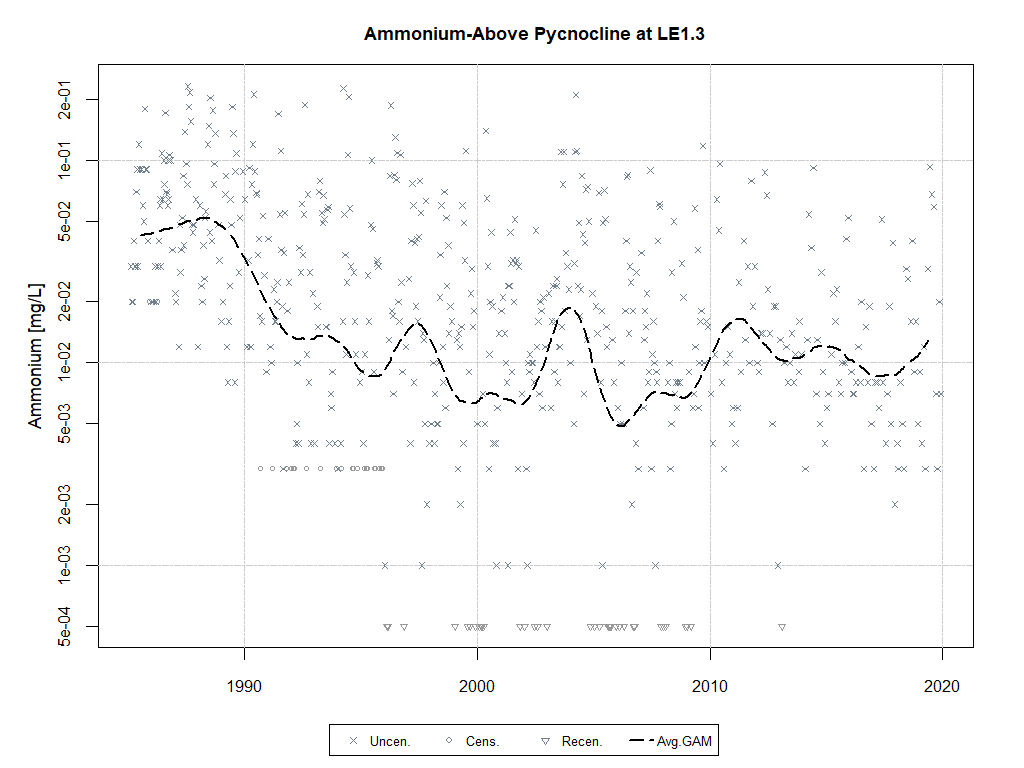 Ammonium-Above Pycnocline at LE1.3
Ammonium [mg/L]
2e-01
1e-01
5e-02
2e-02
1e-02
5e-03
2e-03
1e-03
5e-04
1990 2000 2010 2020
Uncen. Cens. Recen. Avg.GAM